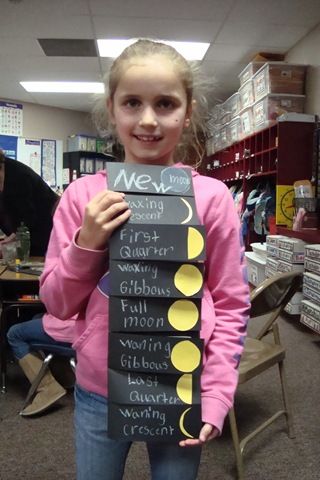 New moon
Waxing
Crescent
First
Quarter
Waxing
Gibbous
Full
moon
Waning
Gibbous
Last
Quarter
Waning
Crescent